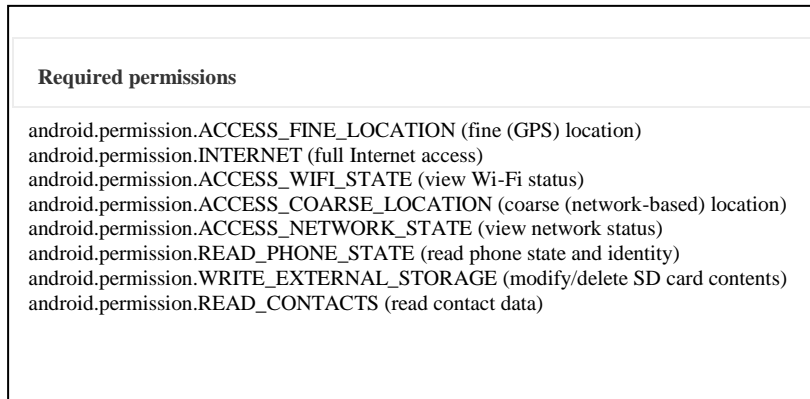 Required permissions
android.permission.ACCESS_FINE_LOCATION (fine (GPS) location)
android.permission.INTERNET (full Internet access)
android.permission.ACCESS_WIFI_STATE (view Wi-Fi status)
android.permission.ACCESS_COARSE_LOCATION (coarse (network-based) location)
android.permission.ACCESS_NETWORK_STATE (view network status)
android.permission.READ_PHONE_STATE (read phone state and identity)
android.permission.WRITE_EXTERNAL_STORAGE (modify/delete SD card contents)
android.permission.READ_CONTACTS (read contact data)